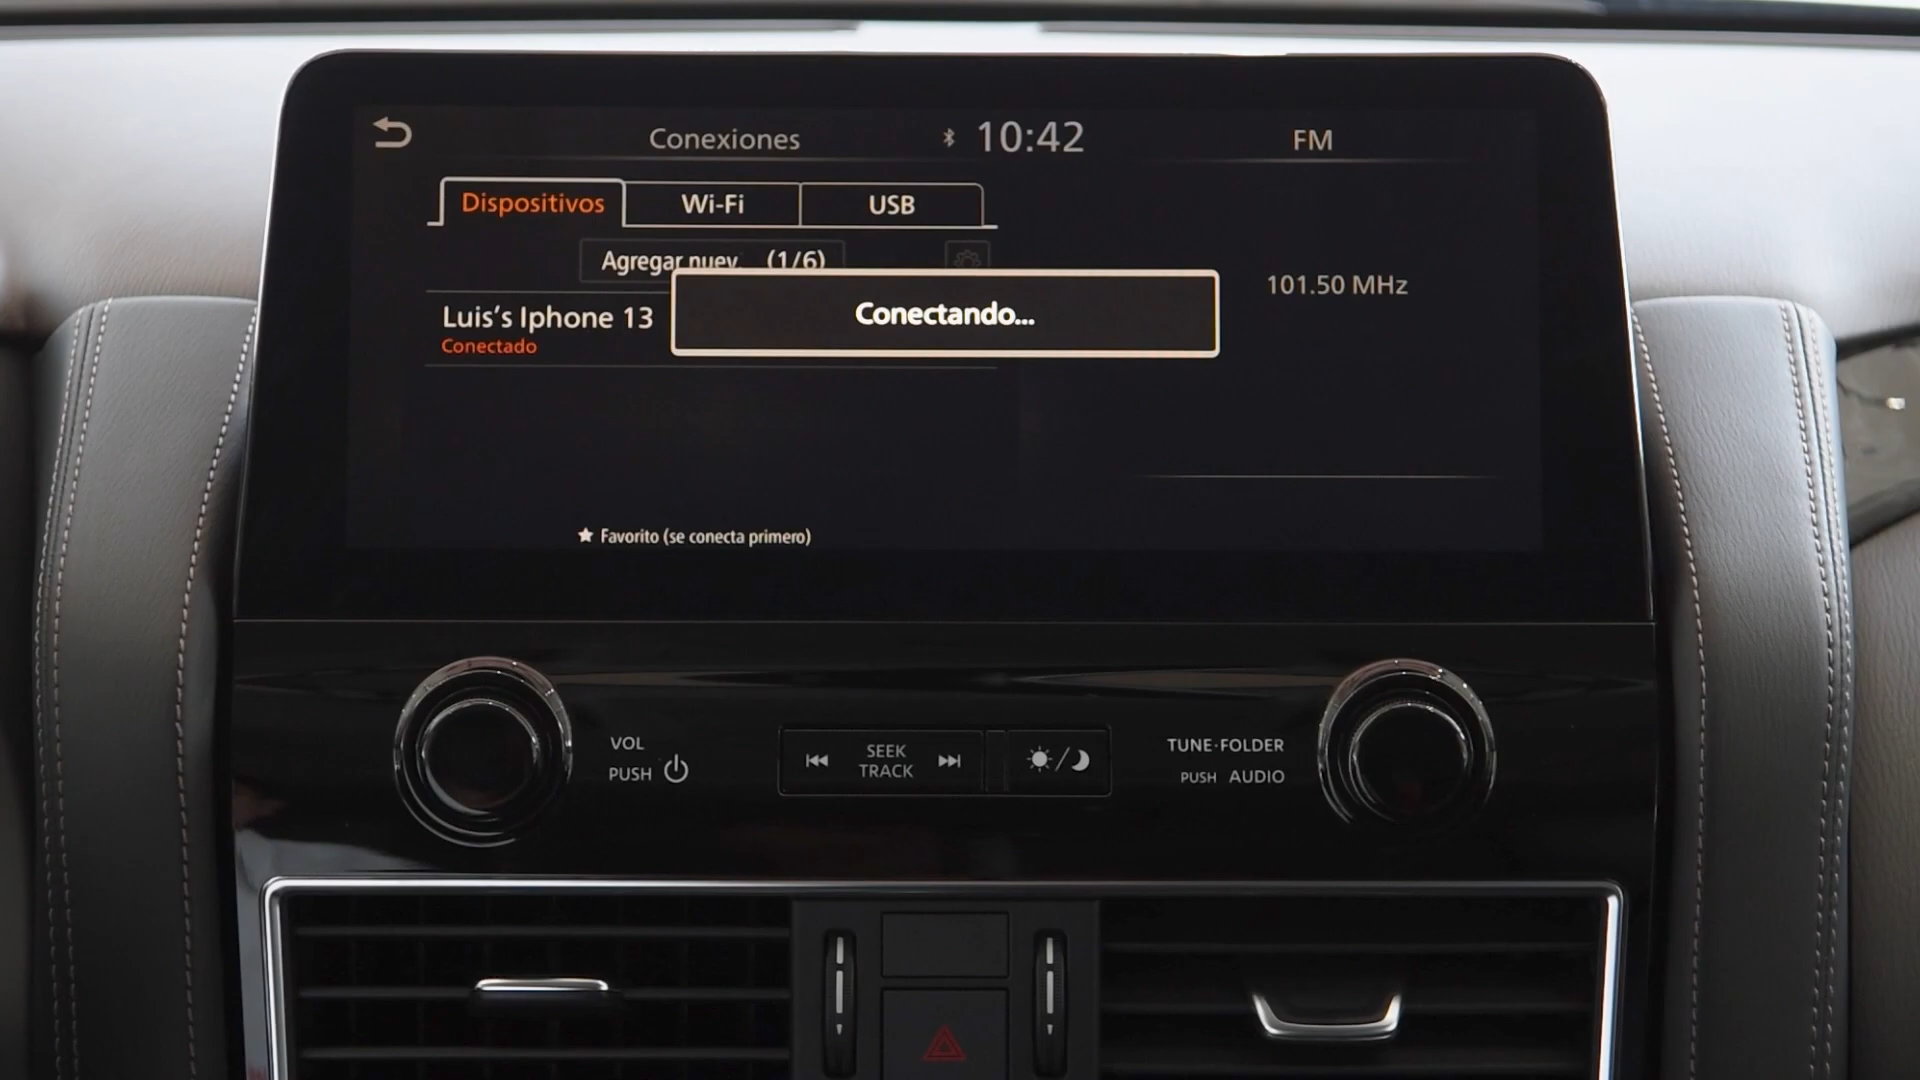 Conexiones
10:42
FM
Dispositivos
Wi-Fi
USB
Agregar nuev. (1/6)
101.50 MHz
Conectando...
Luis's Iphone 13
Conectado
★ Favorito (se conecta primero)
VOL
PUSH
SEEK
TRACK
TUNE·FOLDER
PUSH AUDIO